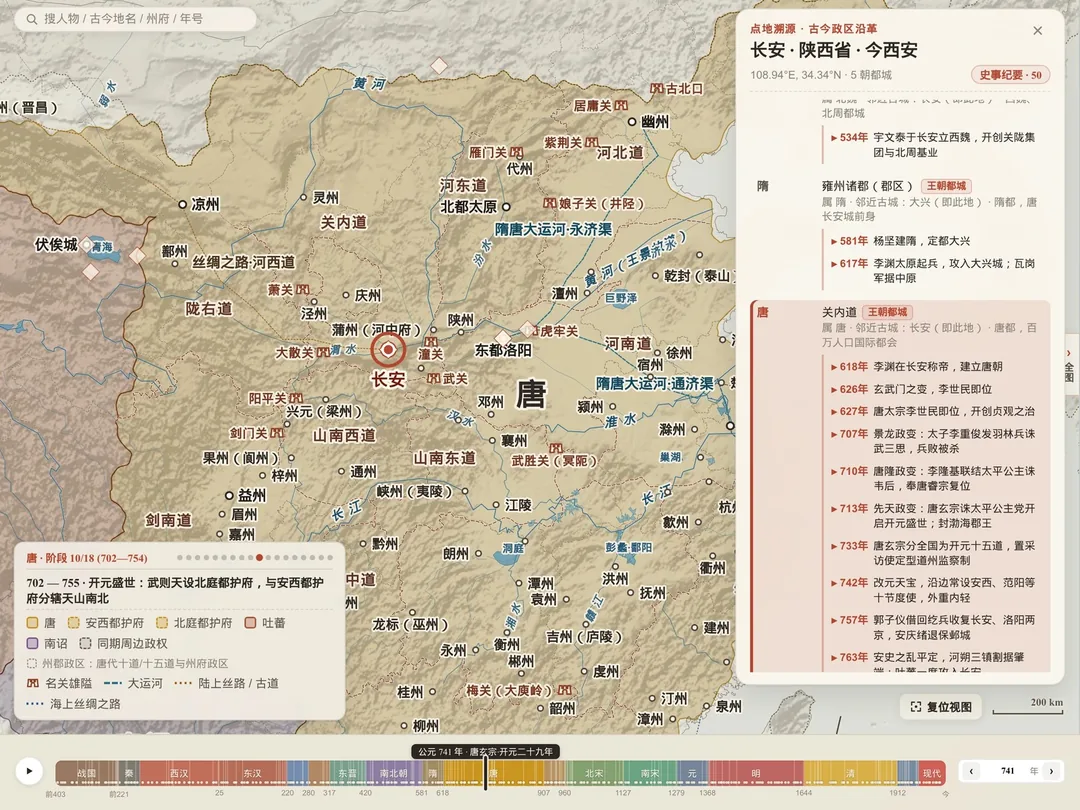 搜人物 / 古今地名 / 州府 / 年号
点地溯源 · 古今政区沿革
长安 · 陕西省 · 今西安
108.94°E, 34.34°N · 5 朝都城
史事纪要 · 50
北周都城
▸ 534年 宇文泰于长安立西魏，开创关陇集
团与北周基业
隋
雍州诸郡（郡区）
王朝都城
属 隋 · 邻近古城：大兴（即此地） · 隋都，唐
长安城前身
▸ 581年 杨坚建隋，定都大兴
▸ 617年 李渊太原起兵，攻入大兴城；瓦岗
军据中原
唐
关内道
王朝都城
属 唐 · 邻近古城：长安（即此地） · 唐都，百
万人口国际都会
▸ 618年 李渊在长安称帝，建立唐朝
▸ 626年 玄武门之变，李世民即位
▸ 627年 唐太宗李世民即位，开创贞观之治
▸ 707年 景龙政变：太子李重俊发羽林兵诛
武三思，兵败被杀
▸ 710年 唐隆政变：李隆基联结太平公主诛
韦后，奉唐睿宗复位
▸ 713年 先天政变：唐玄宗诛太平公主党开
启开元盛世；封渤海郡王
▸ 733年 唐玄宗分全国为开元十五道，置采
访使定型道州监察制
▸ 742年 改元天宝，沿边常设安西、范阳等
十节度使，外重内轻
▸ 757年 郭子仪借回纥兵收复长安、洛阳两
京，安庆绪退保邺城
▸ 763年 安史之乱平定，河朔三镇割据肇
全图
州（晋昌）
弱水
黄河
古北口
居庸关
幽州
紫荆关
雁门关
河北道
代州
河东道
凉州
灵州
北都太原
娘子关（井陉）
关内道
隋唐大运河·永济渠
伏俟城
青海
鄯州
汾水
黄河（王景治水）
丝绸之路·河西道
乾封（泰山）
萧关
庆州
澶州
巨野泽
陇右道
泾州
陕州
蒲州（河中府）
虎牢关
大散关
渭水
潼关
东都洛阳
河南道
徐州
宿州
长安
武关
唐
隋唐大运河·通济渠
阳平关
兴元（梁州）
邓州
颍州
汉水
淮水
剑门关
山南西道
襄州
滁州
果州（阆州）
山南东道
武胜关（冥阨）
巢湖
梓州
通州
峡州（夷陵）
益州
江陵
长江
长江
眉州
杭
剑南道
歙州
嘉州
黔州
朗州
洞庭
彭蠡·鄱阳
衢州
中道
潭州
洪州
州
袁州
抚州
龙标（巫州）
湘水
赣江
衡州
吉州（庐陵）
建州
永州
郴州
虔州
桂州
梅关（大庾岭）
汀州
韶州
泉州
柳州
漳州
唐 · 阶段 10/18 (702—754)
702 — 755 · 开元盛世：武则天设北庭都护府，与安西都护
府分辖天山南北
唐
安西都护府
北庭都护府
吐蕃
南诏
同期周边政权
州郡政区：唐代十道/十五道与州府政区
名关雄隘
大运河
陆上丝路 / 古道
海上丝绸之路
复位视图
200 km
公元 741 年 · 唐玄宗·开元二十九年
战国
秦
西汉
东汉
东晋
南北朝
隋
唐
北宋
南宋
元
明
清
现代
前403
前221
25
220
280
317
420
581
618
907
960
1127
1279
1368
1644
1912
今
‹
741
年
›